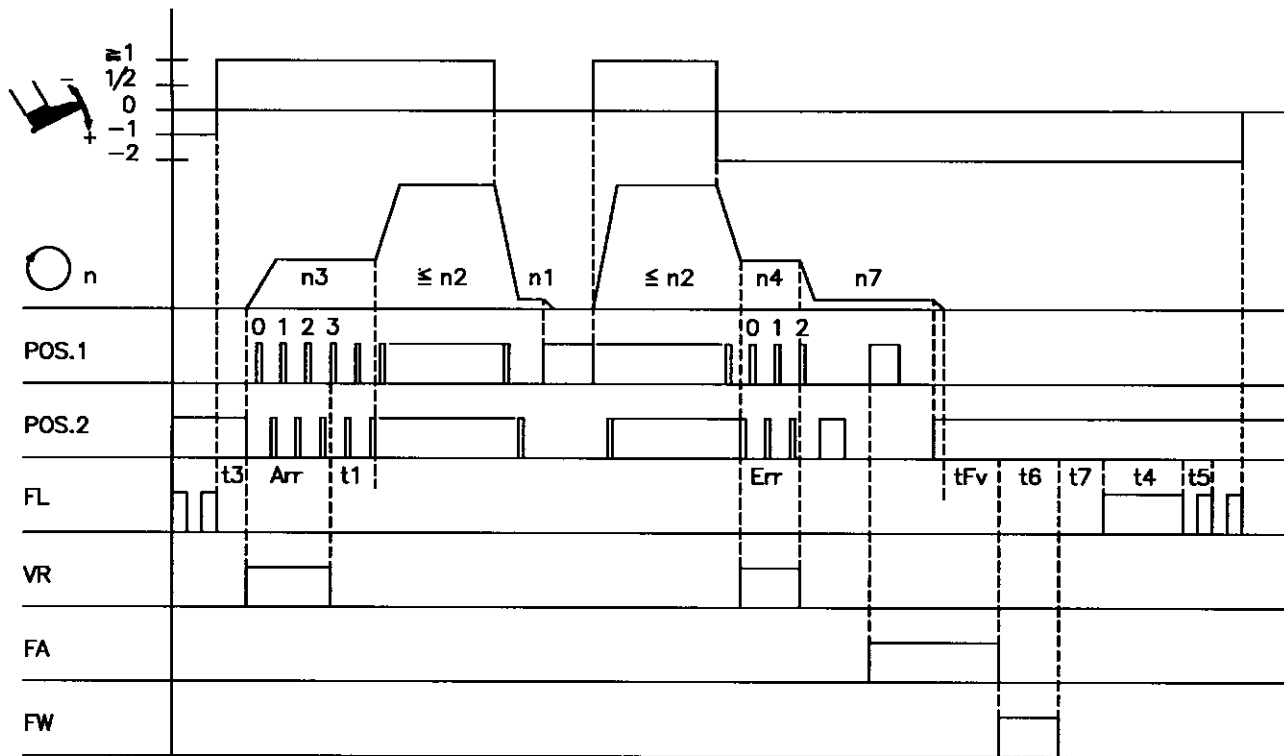 ≧1
1/2
0
−1
−2
−
+
n
n3
≦ n2
n1
≤ n2
n4
n7
POS.1
0 1 2 3
0 1 2
POS.2
FL
t3
Arr
t1
Err
tFv
t6
t7
t4
t5
VR
FA
FW